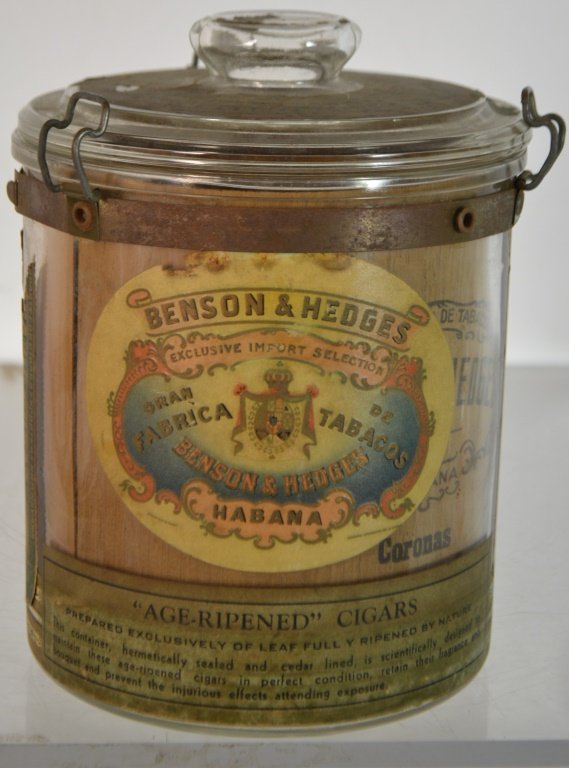 BENSON & HEDGES
EXCLUSIVE IMPORT SELECTION
GRAN DE
FABRICA TABACOS
BENSON & HEDGES
HABANA
DE TABA
EDGE
ANA
Coronas
"AGE-RIPENED" CIGARS
PREPARED EXCLUSIVELY OF LEAF FULLY RIPENED BY NATURE
This container, hermetically sealed and cedar lined, is scientifically designed to
maintain these age-ripened cigars in perfect condition, retain their fragrance and
bouquet and prevent the injurious effects attending exposure.